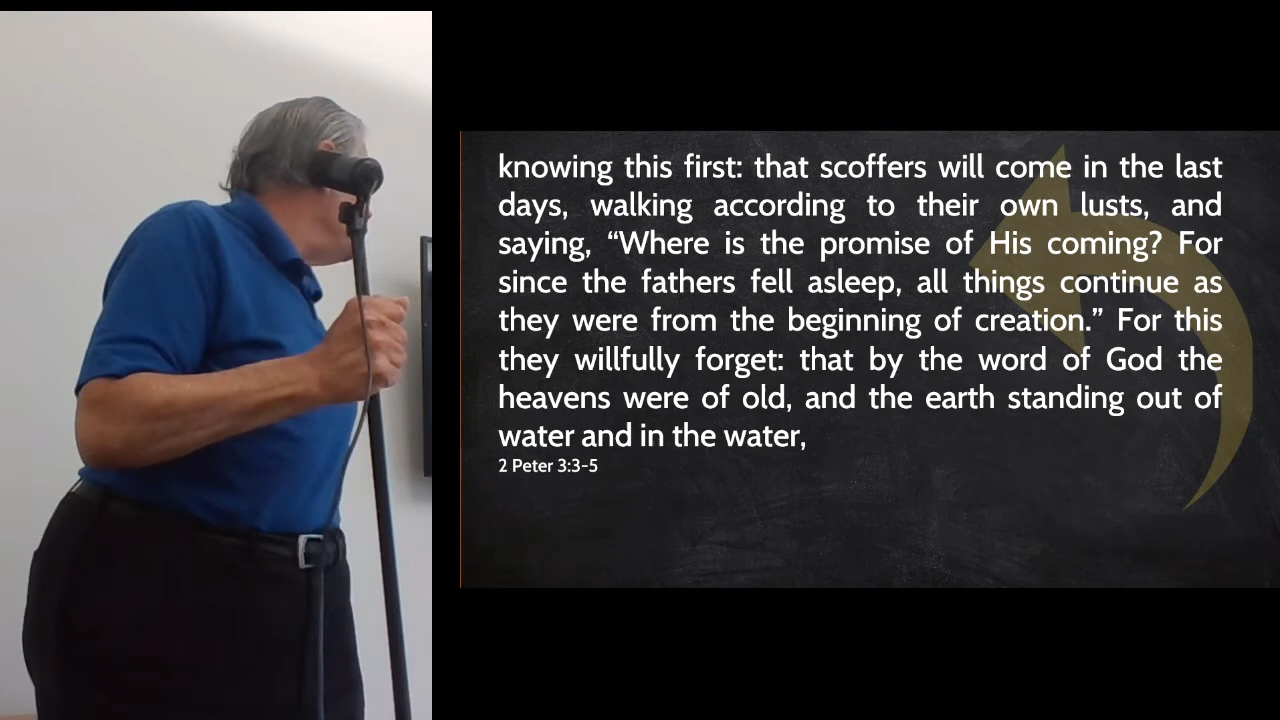 knowing this first: that scoffers will come in the last
days, walking according to their own lusts, and
saying, “Where is the promise of His coming? For
since the fathers fell asleep, all things continue as
they were from the beginning of creation.” For this
they willfully forget: that by the word of God the
heavens were of old, and the earth standing out of
water and in the water,
2 Peter 3:3-5